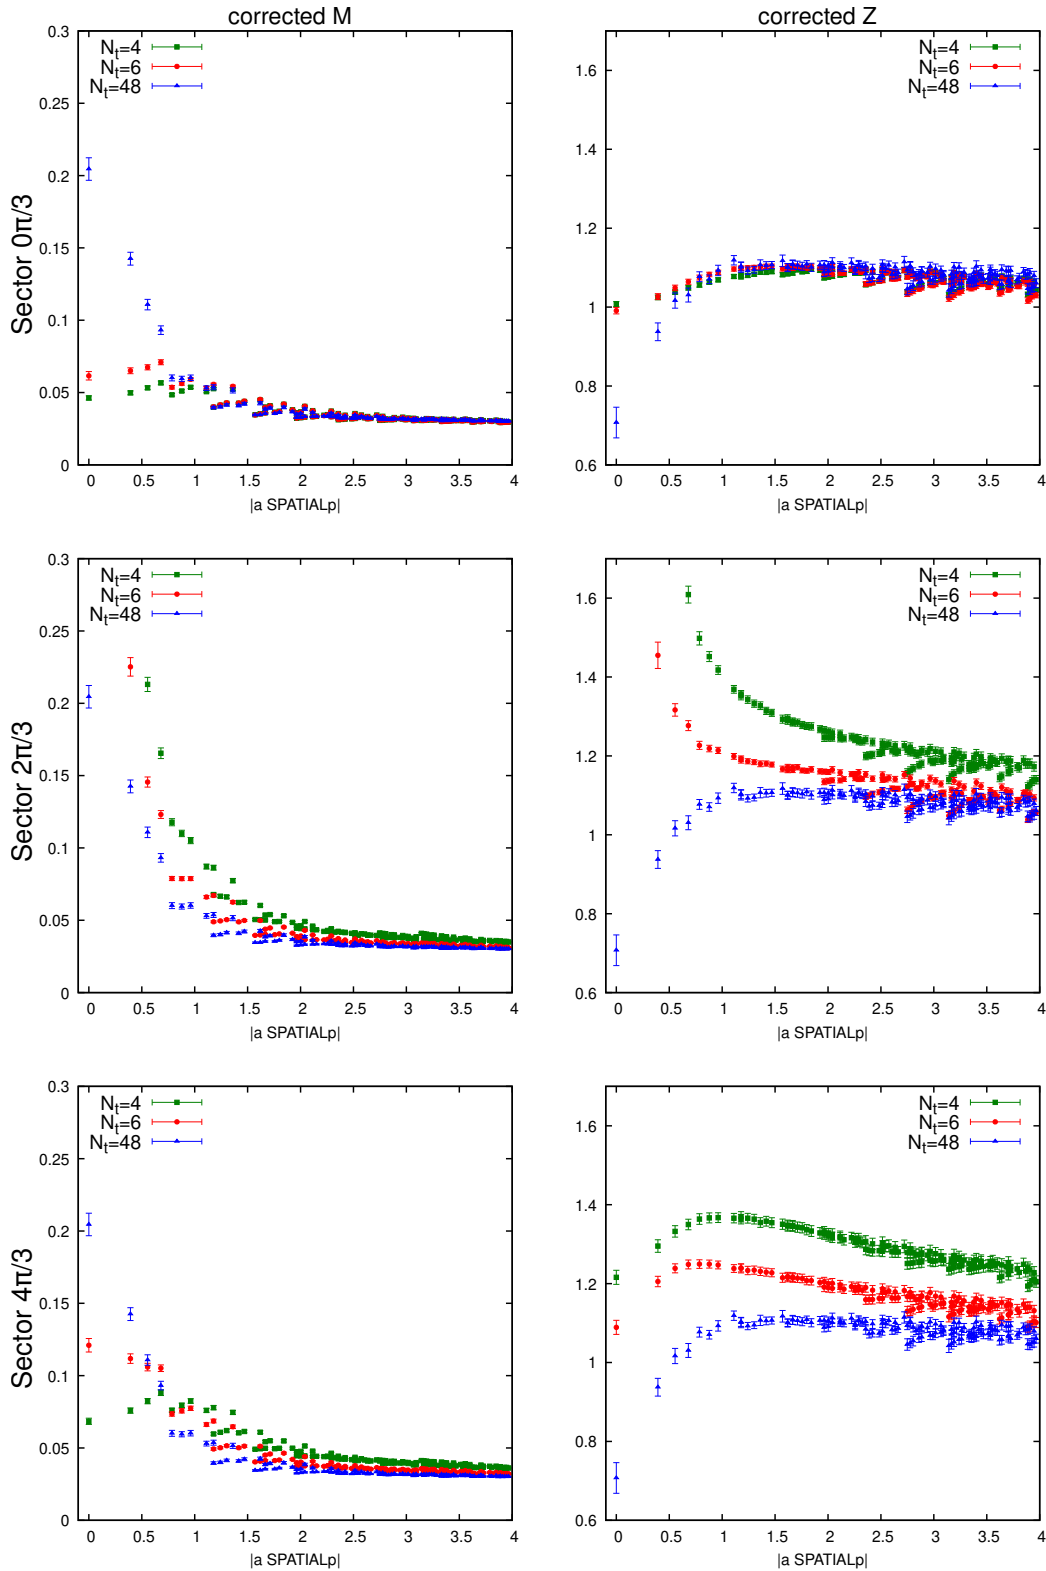 corrected M
corrected Z
Sector 0π/3
N_t=4
N_t=6
N_t=48
0.3
0.25
0.2
0.15
0.1
0.05
0
0 0.5 1 1.5 2 2.5 3 3.5 4
|a SPATIALp|
N_t=4
N_t=6
N_t=48
1.6
1.4
1.2
1
0.8
0.6
0 0.5 1 1.5 2 2.5 3 3.5 4
|a SPATIALp|
Sector 2π/3
N_t=4
N_t=6
N_t=48
0.3
0.25
0.2
0.15
0.1
0.05
0
0 0.5 1 1.5 2 2.5 3 3.5 4
|a SPATIALp|
N_t=4
N_t=6
N_t=48
1.6
1.4
1.2
1
0.8
0.6
0 0.5 1 1.5 2 2.5 3 3.5 4
|a SPATIALp|
Sector 4π/3
N_t=4
N_t=6
N_t=48
0.3
0.25
0.2
0.15
0.1
0.05
0
0 0.5 1 1.5 2 2.5 3 3.5 4
|a SPATIALp|
N_t=4
N_t=6
N_t=48
1.6
1.4
1.2
1
0.8
0.6
0 0.5 1 1.5 2 2.5 3 3.5 4
|a SPATIALp|